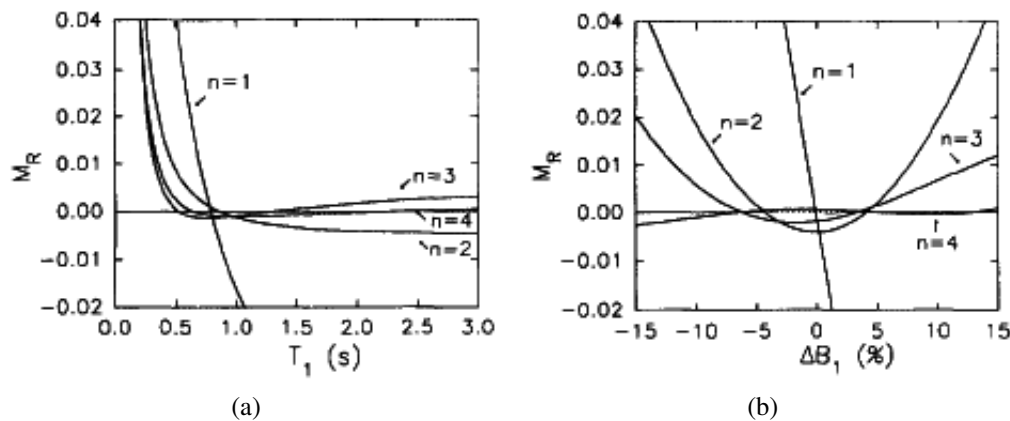 0.04
0.03
0.02
0.01
0.00
−0.01
−0.02
M_R
n=1
n=3
n=4
n=2
0.0 0.5 1.0 1.5 2.0 2.5 3.0
T_1 (s)
(a)
0.04
0.03
0.02
0.01
0.00
−0.01
−0.02
M_R
n=1
n=2
n=3
n=4
−15 −10 −5 0 5 10 15
ΔB_1 (%)
(b)